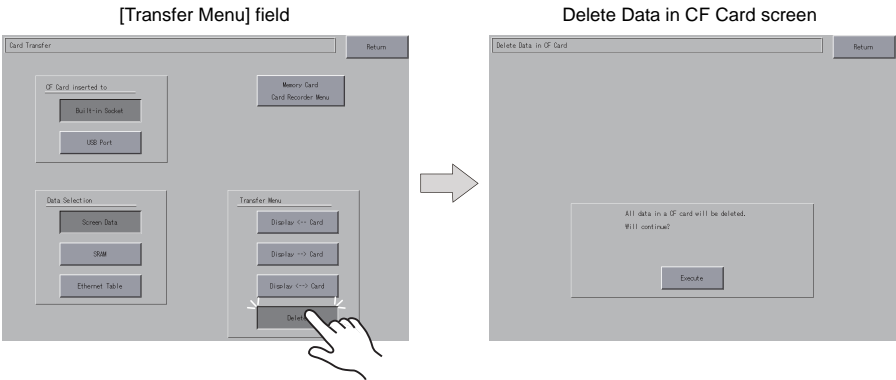 [Transfer Menu] field
Card Transfer
Return
CF Card inserted to
Built-in Socket
USB Port
Memory Card
Card Recorder Menu
Data Selection
Screen Data
SRAM
Ethernet Table
Transfer Menu
Display <-- Card
Display --> Card
Display <--> Card
Delete
Delete Data in CF Card screen
Delete Data in CF Card
Return
All data in a CF card will be deleted.
Will continue?
Execute